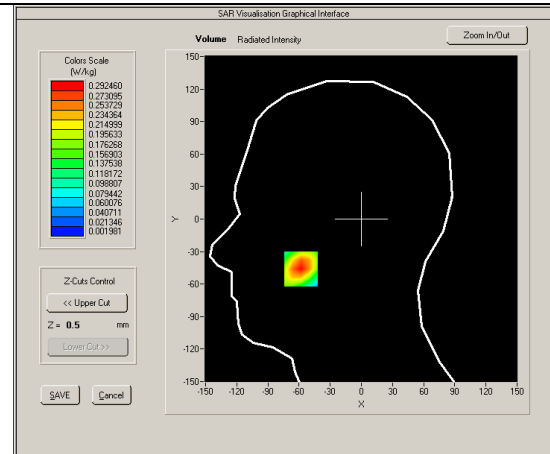 SAR Visualisation Graphical Interface
Volume Radiated Intensity
Zoom In/Out
Colors Scale
(W/kg)
0.292460
0.273095
0.253729
0.234364
0.214999
0.195633
0.176268
0.156903
0.137538
0.118172
0.098807
0.079442
0.060076
0.040711
0.021346
0.001981
Z-Cuts Control
<< Upper Cut
Z = 0.5 mm
Lower Cut >>
SAVE Cancel
150-
120-
90-
60-
30-
Y 0-
-30-
-60-
-90-
-120-
-150-
-150 -120 -90 -60 -30 0 30 60 90 120 150
X